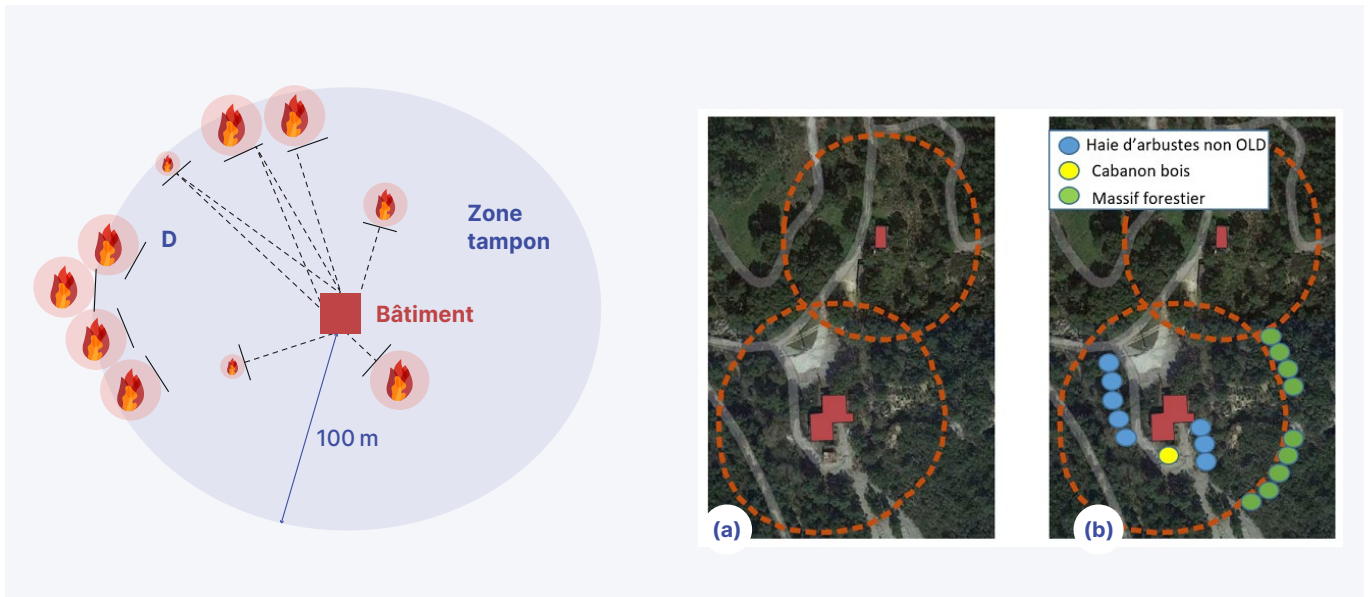 D
Zone
tampon
Bâtiment
100 m
(a)
Haie d'arbustes non OLD
Cabanon bois
Massif forestier
(b)